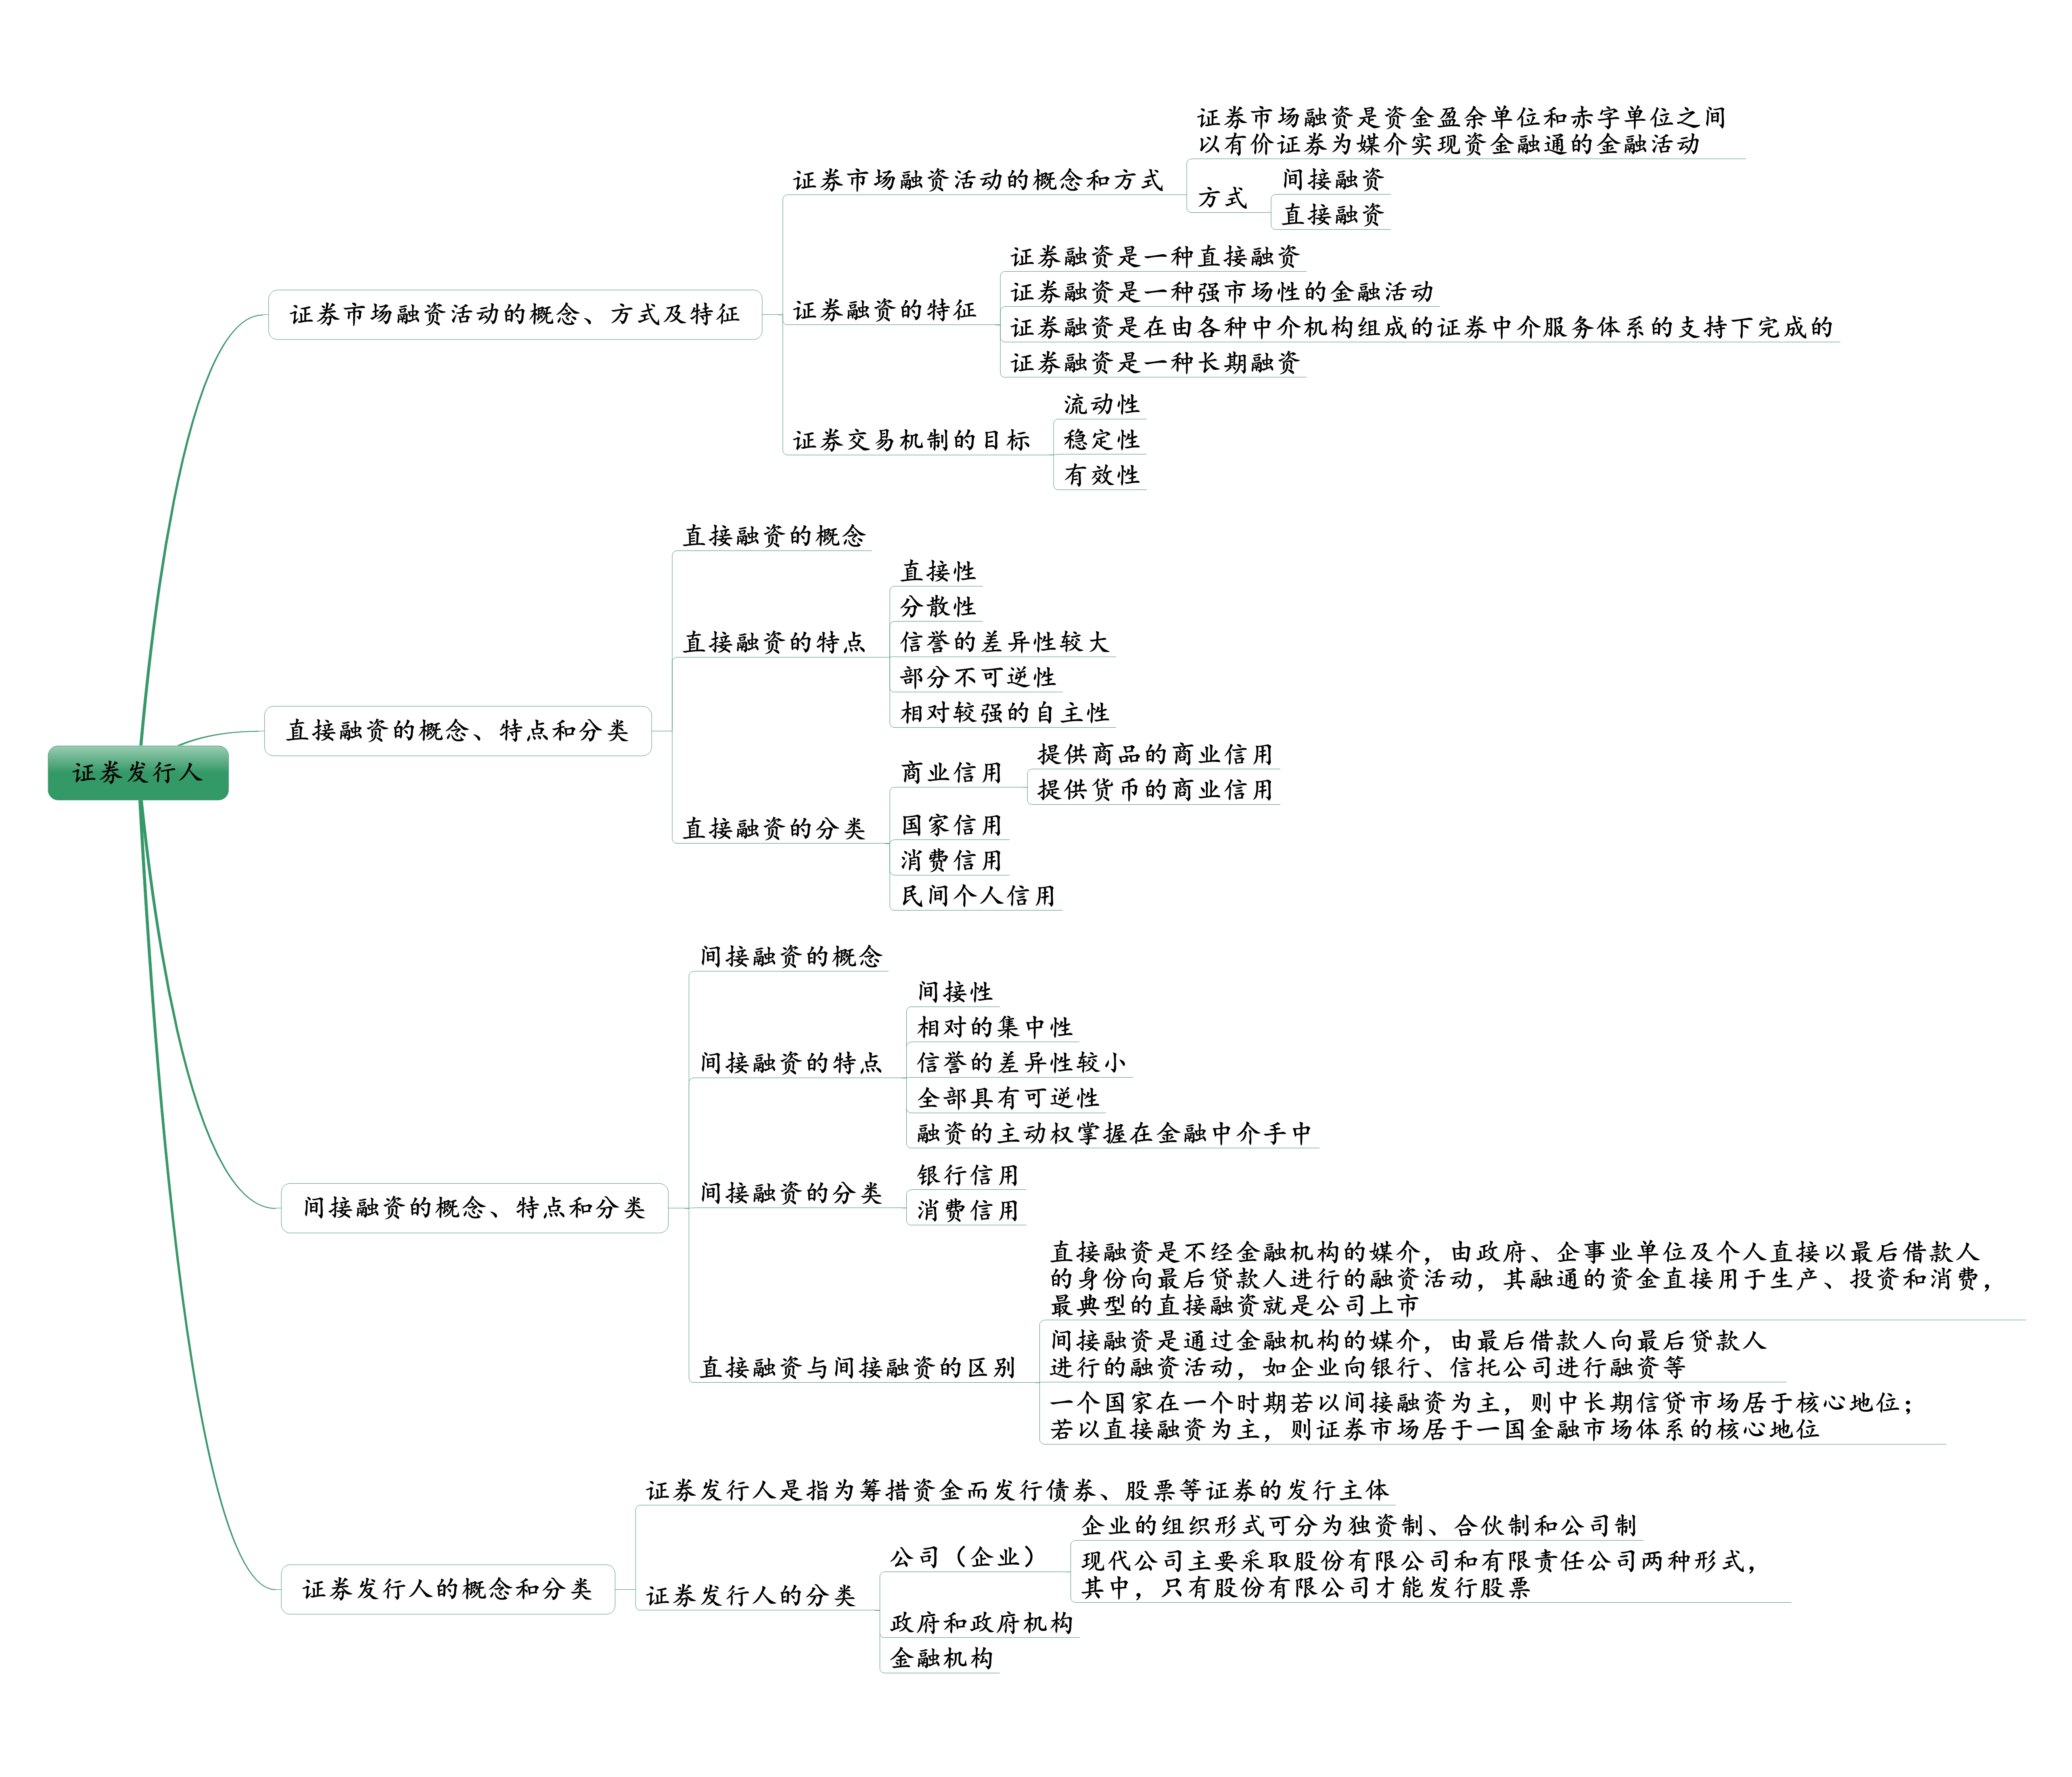 证券发行人
证券市场融资活动的概念、方式及特征
证券市场融资活动的概念和方式
证券市场融资是资金盈余单位和赤字单位之间
以有价证券为媒介实现资金融通的金融活动
方式
间接融资
直接融资
证券融资的特征
证券融资是一种直接融资
证券融资是一种强市场性的金融活动
证券融资是在由各种中介机构组成的证券中介服务体系的支持下完成的
证券融资是一种长期融资
证券交易机制的目标
流动性
稳定性
有效性
直接融资的概念、特点和分类
直接融资的概念
直接融资的特点
直接性
分散性
信誉的差异性较大
部分不可逆性
相对较强的自主性
直接融资的分类
商业信用
提供商品的商业信用
提供货币的商业信用
国家信用
消费信用
民间个人信用
间接融资的概念、特点和分类
间接融资的概念
间接融资的特点
间接性
相对的集中性
信誉的差异性较小
全部具有可逆性
融资的主动权掌握在金融中介手中
间接融资的分类
银行信用
消费信用
直接融资与间接融资的区别
直接融资是不经金融机构的媒介，由政府、企事业单位及个人直接以最后借款人
的身份向最后贷款人进行的融资活动，其融通的资金直接用于生产、投资和消费，
最典型的直接融资就是公司上市
间接融资是通过金融机构的媒介，由最后借款人向最后贷款人
进行的融资活动，如企业向银行、信托公司进行融资等
一个国家在一个时期若以间接融资为主，则中长期信贷市场居于核心地位；
若以直接融资为主，则证券市场居于一国金融市场体系的核心地位
证券发行人的概念和分类
证券发行人是指为筹措资金而发行债券、股票等证券的发行主体
证券发行人的分类
公司（企业）
企业的组织形式可分为独资制、合伙制和公司制
现代公司主要采取股份有限公司和有限责任公司两种形式，
其中，只有股份有限公司才能发行股票
政府和政府机构
金融机构